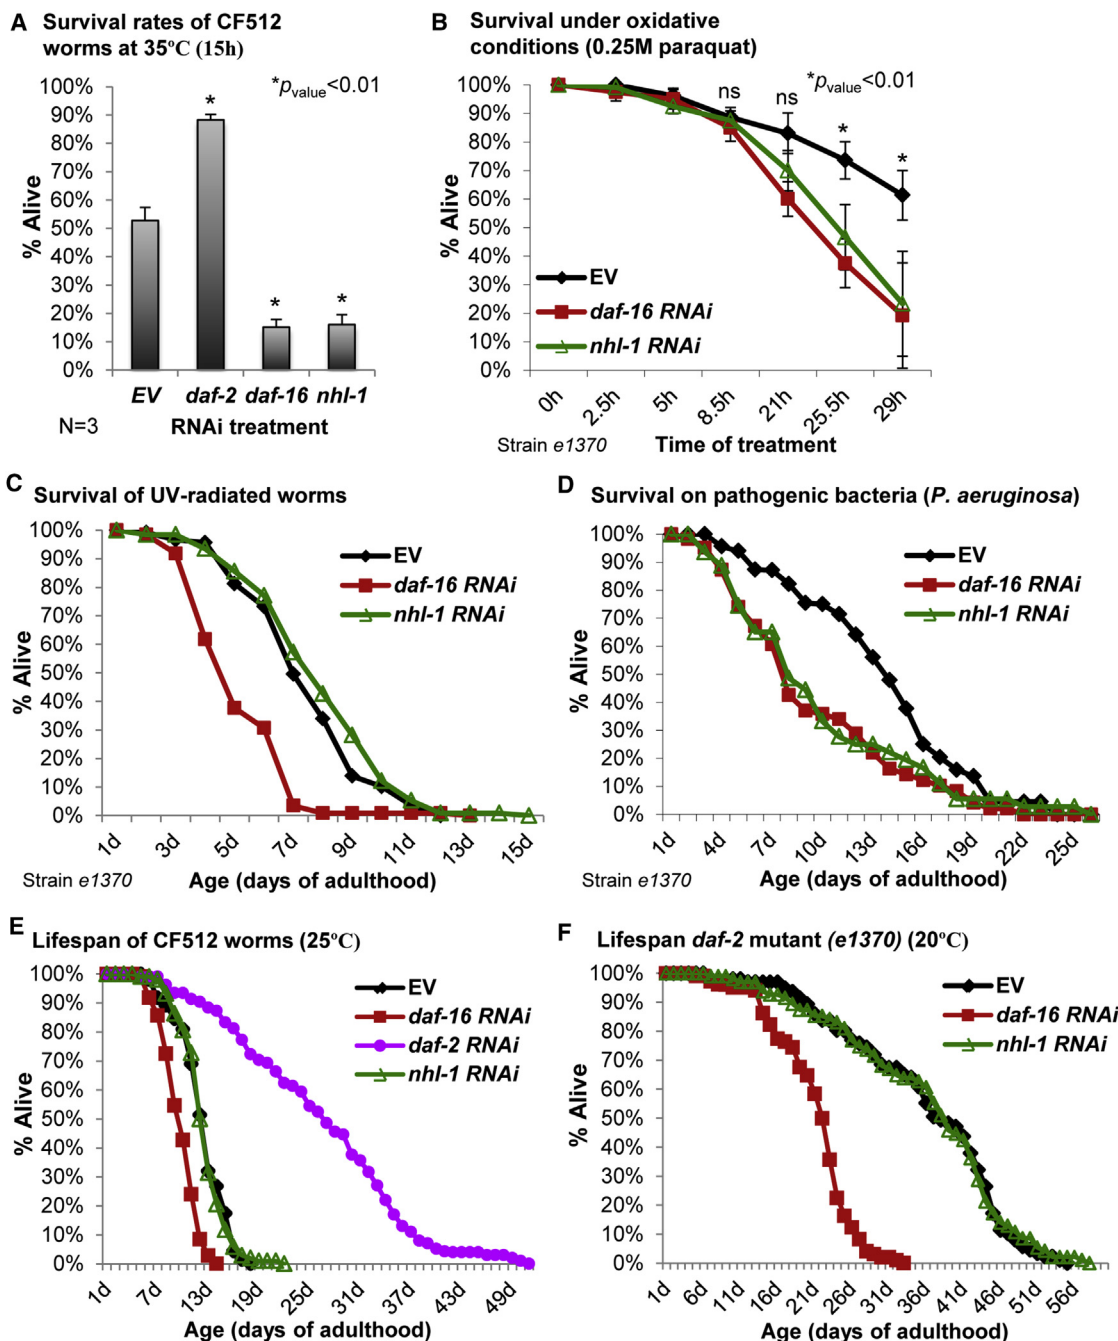 A Survival rates of CF512
worms at 35ºC (15h)
*pvalue<0.01
% Alive
100%
90%
80%
70%
60%
50%
40%
30%
20%
10%
0%
*
*
*
EV daf-2 daf-16 nhl-1
N=3 RNAi treatment
B Survival under oxidative
conditions (0.25M paraquat)
*pvalue<0.01
% Alive
100%
90%
80%
70%
60%
50%
40%
30%
20%
10%
0%
ns
ns
*
*
EV
daf-16 RNAi
nhl-1 RNAi
0h 2.5h 5h 8.5h 21h 25.5h 29h
Strain e1370 Time of treatment
C Survival of UV-radiated worms
% Alive
100%
90%
80%
70%
60%
50%
40%
30%
20%
10%
0%
EV
daf-16 RNAi
nhl-1 RNAi
1d 3d 5d 7d 9d 11d 13d 15d
Strain e1370 Age (days of adulthood)
D Survival on pathogenic bacteria (P. aeruginosa)
% Alive
100%
90%
80%
70%
60%
50%
40%
30%
20%
10%
0%
EV
daf-16 RNAi
nhl-1 RNAi
1d 4d 7d 10d 13d 16d 19d 22d 25d
Strain e1370 Age (days of adulthood)
E Lifespan of CF512 worms (25ºC)
% Alive
100%
90%
80%
70%
60%
50%
40%
30%
20%
10%
0%
EV
daf-16 RNAi
daf-2 RNAi
nhl-1 RNAi
1d 7d 13d 19d 25d 31d 37d 43d 49d
Age (days of adulthood)
F Lifespan daf-2 mutant (e1370) (20ºC)
% Alive
100%
90%
80%
70%
60%
50%
40%
30%
20%
10%
0%
EV
daf-16 RNAi
nhl-1 RNAi
1d 6d 11d 16d 21d 26d 31d 36d 41d 46d 51d 56d
Age (days of adulthood)